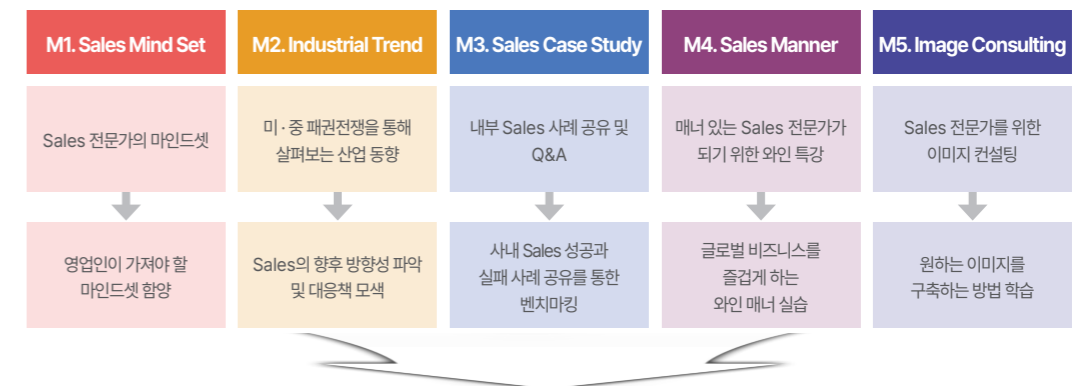 M1. Sales Mind Set
M2. Industrial Trend
M3. Sales Case Study
M4. Sales Manner
M5. Image Consulting
Sales 전문가의 마인드셋
미·중 패권전쟁을 통해
살펴보는 산업 동향
내부 Sales 사례 공유 및
Q&A
매너 있는 Sales 전문가가
되기 위한 와인 특강
Sales 전문가를 위한
이미지 컨설팅
영업인이 가져야 할
마인드셋 함양
Sales의 향후 방향성 파악
및 대응책 모색
사내 Sales 성공과
실패 사례 공유를 통한
벤치마킹
글로벌 비즈니스를
즐겁게 하는
와인 매너 실습
원하는 이미지를
구축하는 방법 학습